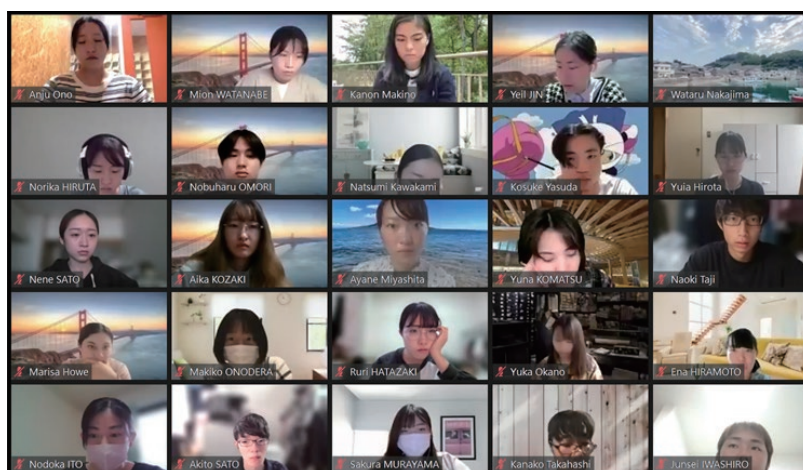 Anju Ono
Mion WATANABE
Kanon Makino
Yeil JIN
Wataru Nakajima
Norika HIRUTA
Nobuharu OMORI
Natsumi Kawakami
Kosuke Yasuda
Yuia Hirota
Nene SATO
Aika KOZAKI
Ayane Miyashita
Yuna KOMATSU
Naoki Taji
Marisa Howe
Makiko ONODERA
Ruri HATAZAKI
Yuka Okano
Ena HIRAMOTO
Nodoka ITO
Akito SATO
Sakura MURAYAMA
Kanako Takahashi
Junsei IWASHIRO